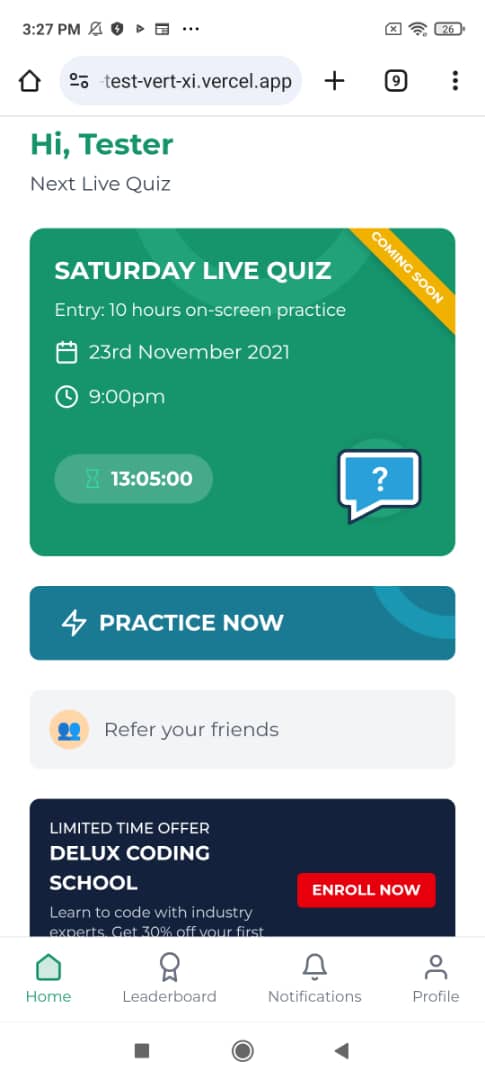 3:27 PM
26
-test-vert-xi.vercel.app
9
Hi, Tester
Next Live Quiz
COMING SOON
SATURDAY LIVE QUIZ
Entry: 10 hours on-screen practice
23rd November 2021
9:00pm
13:05:00
?
PRACTICE NOW
Refer your friends
LIMITED TIME OFFER
DELUX CODING
SCHOOL
ENROLL NOW
Learn to code with industry
experts. Get 30% off your first
Home
Leaderboard
Notifications
Profile